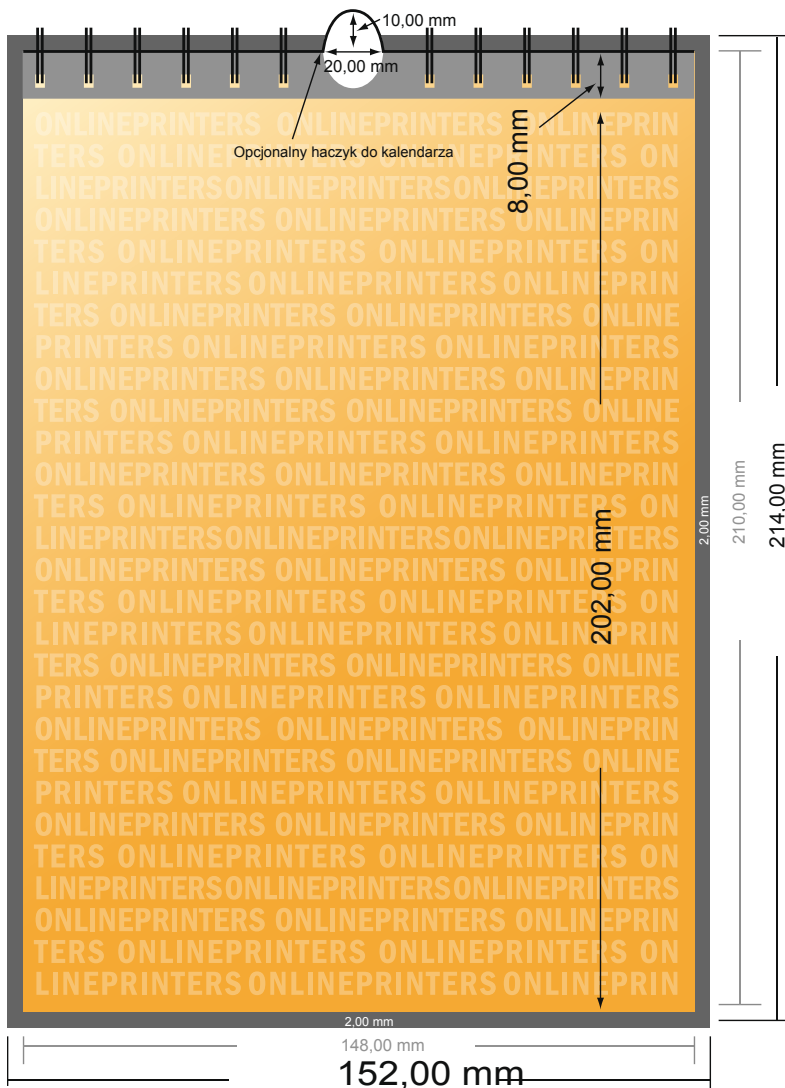 10,00 mm
20,00 mm
ONLINEPRINTERS ONLINEPRINTERS ONLINEPRIN
Opcjonalny haczyk do kalendarza
8,00 mm
TERS ONLINEPRINTERS ONLINEPRINTERS ON
LINEPRINTERSONLINEPRINTERSONLINEPRINTERS
ONLINEPRINTERS ONLINEPRINTERS ONLINEPRIN
TERS ONLINEPRINTERS ONLINEPRINTERS ON
LINEPRINTERS ONLINEPRINTERS ONLINEPRIN
TERS ONLINEPRINTERS ONLINEPRINTERS ONLINE
PRINTERS ONLINEPRINTERS ONLINEPRINTERS
ONLINEPRINTERS ONLINEPRINTERS ONLINEPRIN
TERS ONLINEPRINTERS ONLINEPRINTERS ONLINE
PRINTERS ONLINEPRINTERS ONLINEPRINTERS
ONLINEPRINTERS ONLINEPRINTERS ONLINEPRIN
TERS ONLINEPRINTERS ONLINEPRINTERS ON
LINEPRINTERSONLINEPRINTERSONLINEPRINTERS
ONLINEPRINTERS ONLINEPRINTERS ONLINEPRIN
TERS ONLINEPRINTERS ONLINEPRINTERS ON
LINEPRINTERS ONLINEPRINTERS ONLINEPRIN
TERS ONLINEPRINTERS ONLINEPRINTERS ONLINE
PRINTERS ONLINEPRINTERS ONLINEPRINTERS
ONLINEPRINTERS ONLINEPRINTERS ONLINEPRIN
TERS ONLINEPRINTERS ONLINEPRINTERS ONLINE
PRINTERS ONLINEPRINTERS ONLINEPRINTERS
ONLINEPRINTERS ONLINEPRINTERS ONLINEPRIN
TERS ONLINEPRINTERS ONLINEPRINTERS ON
LINEPRINTERSONLINEPRINTERSONLINEPRINTERS
ONLINEPRINTERS ONLINEPRINTERS ONLINEPRIN
TERS ONLINEPRINTERS ONLINEPRINTERS ON
LINEPRINTERS ONLINEPRINTERS ONLINEPRIN
202,00 mm
2,00 mm
210,00 mm
214,00 mm
2,00 mm
148,00 mm
152,00 mm